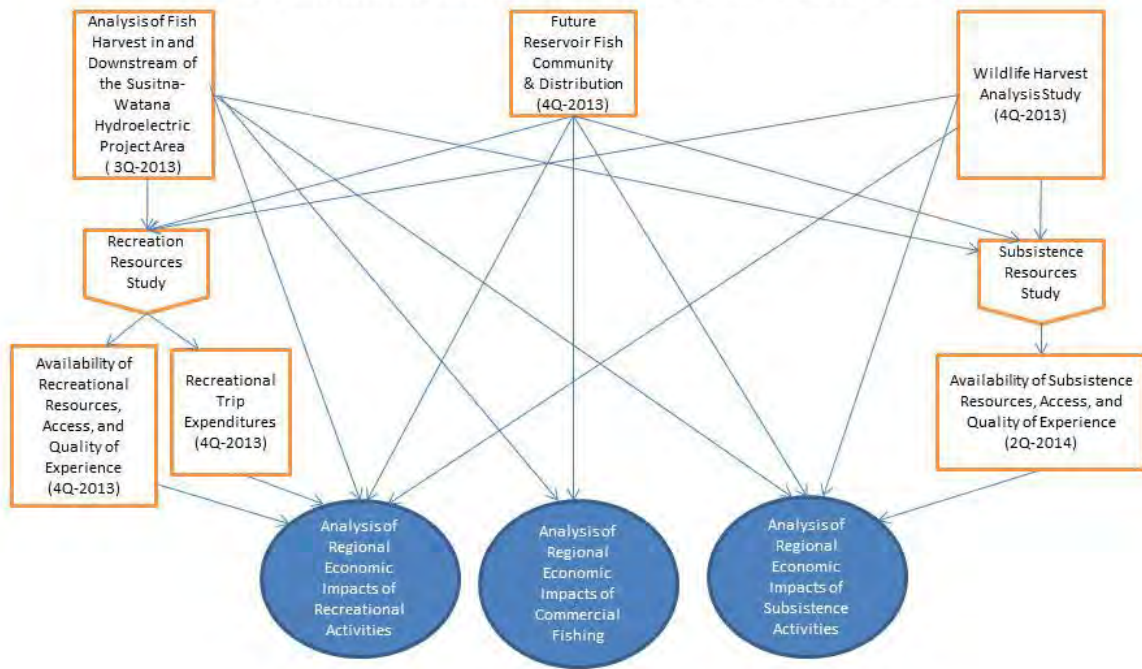 Analysis of Fish
Harvest in and
Downstream of
the Susitna-
Watana
Hydroelectric
Project Area
( 3Q-2013)
Future
Reservoir Fish
Community
& Distribution
(4Q-2013)
Wildlife Harvest
Analysis Study
(4Q-2013)
Recreation
Resources
Study
Subsistence
Resources
Study
Availability of
Recreational
Resources,
Access, and
Quality of
Experience
(4Q-2013)
Recreational
Trip
Expenditures
(4Q-2013)
Availability of Subsistence
Resources, Access, and
Quality of Experience
(2Q-2014)
Analysis of
Regional
Economic
Impacts of
Recreational
Activities
Analysis of
Regional
Economic
Impacts of
Commercial
Fishing
Analysis of
Regional
Economic
Impacts of
Subsistence
Activities